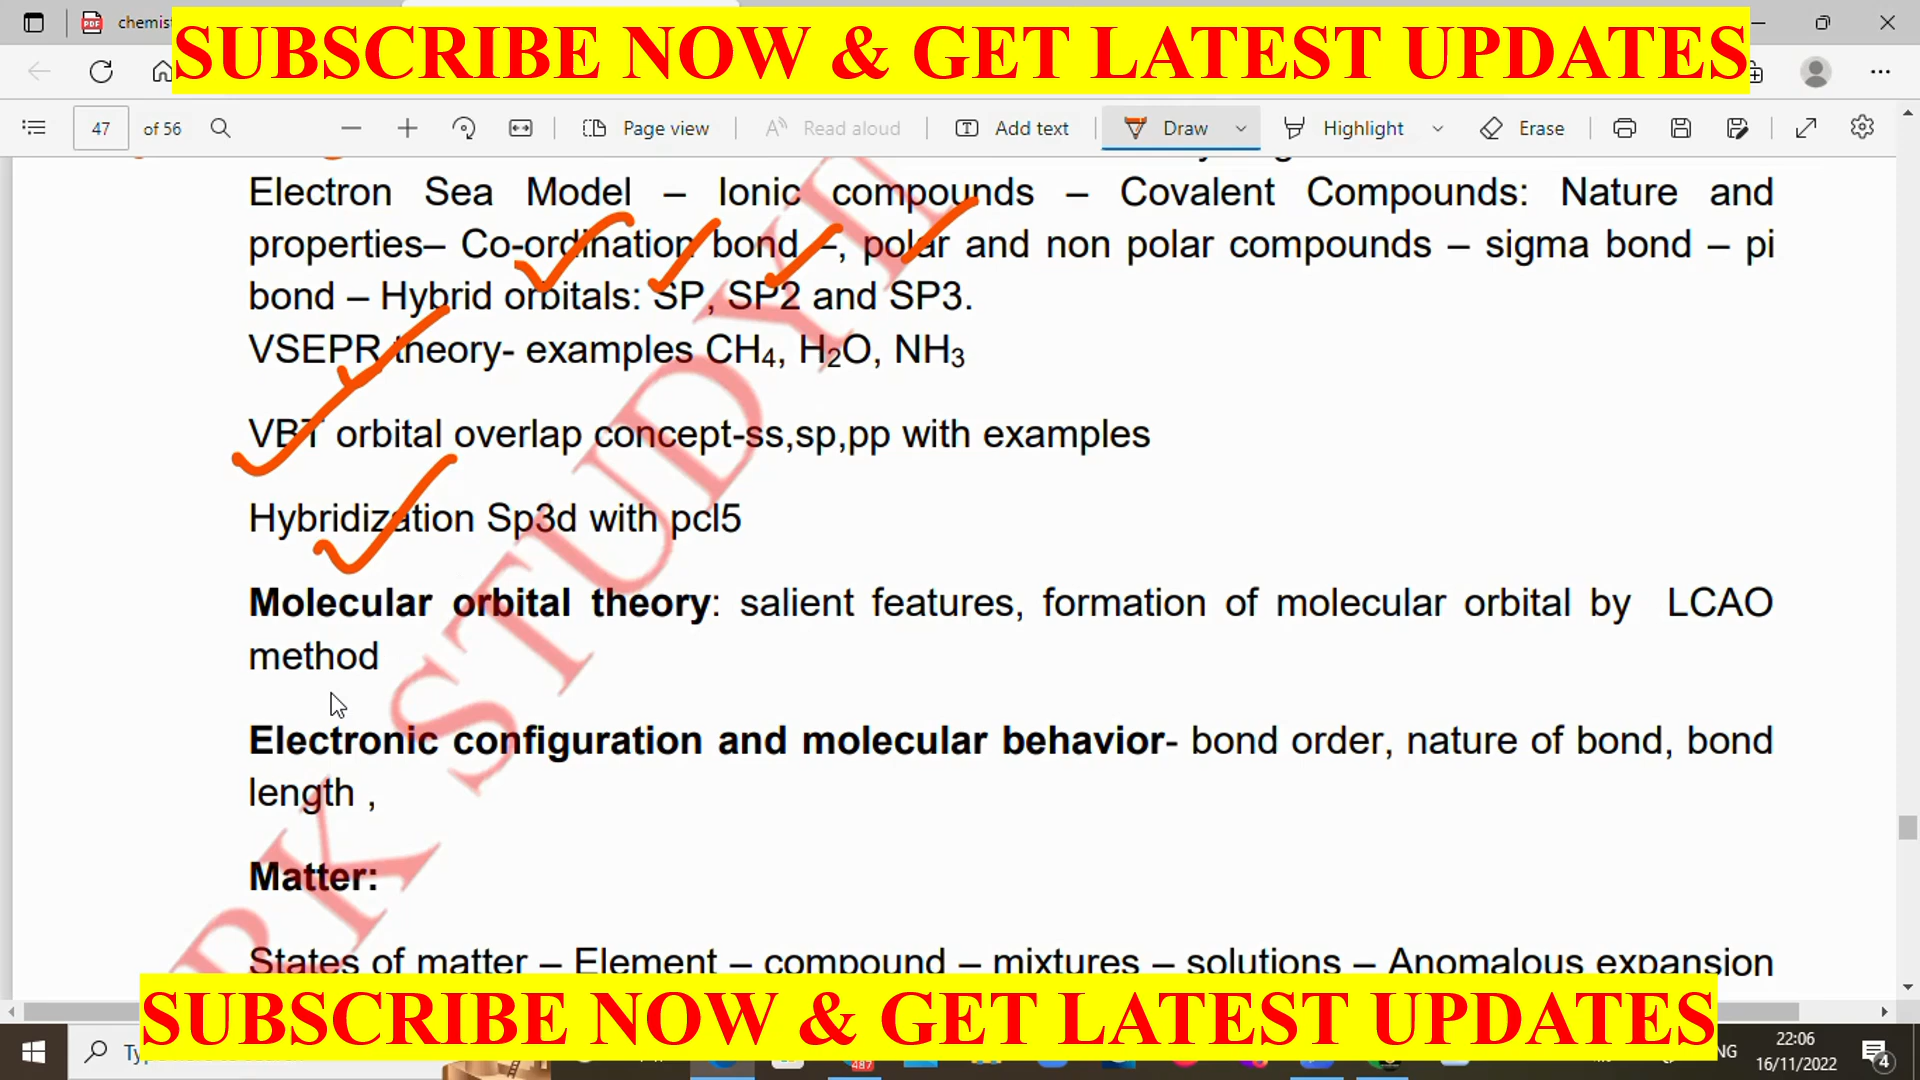 chemist
SUBSCRIBE NOW & GET LATEST UPDATES
47 of 56 Page view Read aloud Add text Draw Highlight Erase
Electron Sea Model – Ionic compounds – Covalent Compounds: Nature and
properties– Co-ordination bond –, polar and non polar compounds – sigma bond – pi
bond – Hybrid orbitals: SP, SP2 and SP3.
VSEPR theory- examples CH₄, H₂O, NH₃
VBT orbital overlap concept-ss,sp,pp with examples
Hybridization Sp3d with pcl5
Molecular orbital theory: salient features, formation of molecular orbital by LCAO
method
Electronic configuration and molecular behavior- bond order, nature of bond, bond
length ,
Matter:
States of matter – Element – compound – mixtures – solutions – Anomalous expansion
RK STUDY
SUBSCRIBE NOW & GET LATEST UPDATES
22:06
16/11/2022
4